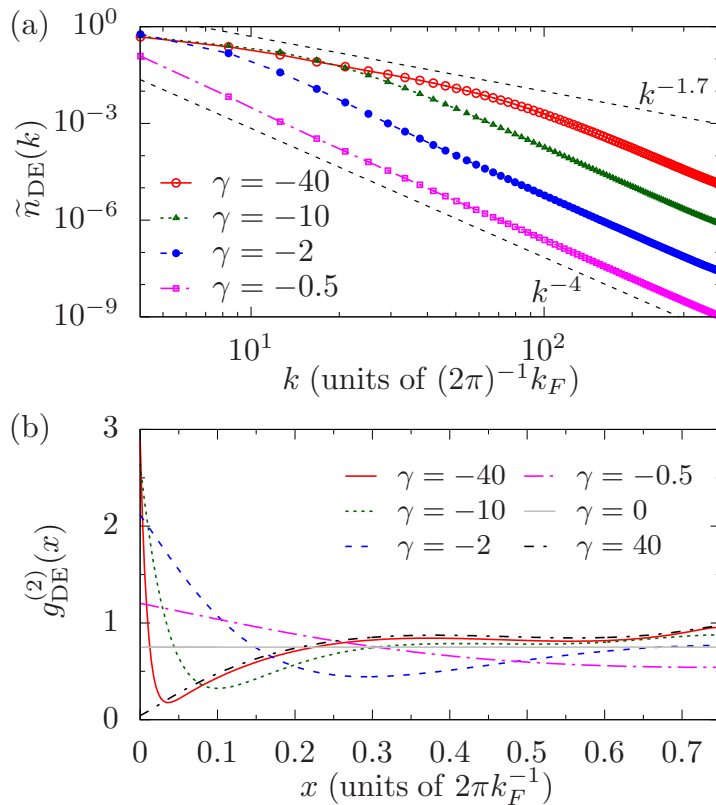 (a)
10^0
10^{-3}
10^{-6}
10^{-9}
ñ_DE(k)
k^{-1.7}
k^{-4}
γ = −40
γ = −10
γ = −2
γ = −0.5
10^1
10^2
k (units of (2π)^{-1}k_F)
(b)
3
2
1
0
g_DE^{(2)}(x)
γ = −40
γ = −10
γ = −2
γ = −0.5
γ = 0
γ = 40
0 0.1 0.2 0.3 0.4 0.5 0.6 0.7
x (units of 2πk_F^{-1})